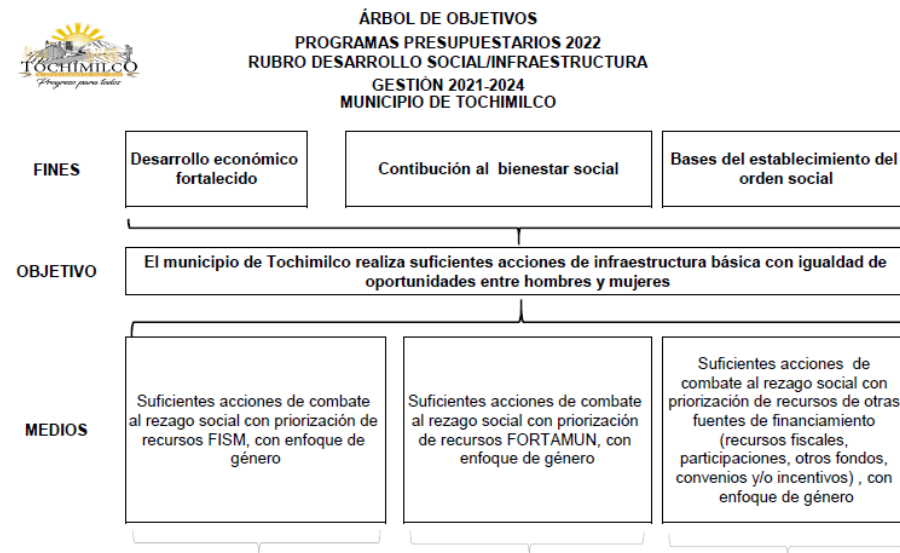 ÁRBOL DE OBJETIVOS
PROGRAMAS PRESUPUESTARIOS 2022
RUBRO DESARROLLO SOCIAL/INFRAESTRUCTURA
GESTIÓN 2021-2024
MUNICIPIO DE TOCHIMILCO
TOCHIMILCO
Progreso para todos
FINES
Desarrollo económico
fortalecido
Contibución al bienestar social
Bases del establecimiento del
orden social
OBJETIVO
El municipio de Tochimilco realiza suficientes acciones de infraestructura básica con igualdad de
oportunidades entre hombres y mujeres
MEDIOS
Suficientes acciones de combate
al rezago social con priorización de
recursos FISM, con enfoque de
género
Suficientes acciones de combate
al rezago social con priorización
de recursos FORTAMUN, con
enfoque de género
Suficientes acciones de
combate al rezago social con
priorización de recursos de otras
fuentes de financiamiento
(recursos fiscales,
participaciones, otros fondos,
convenios y/o incentivos) , con
enfoque de género